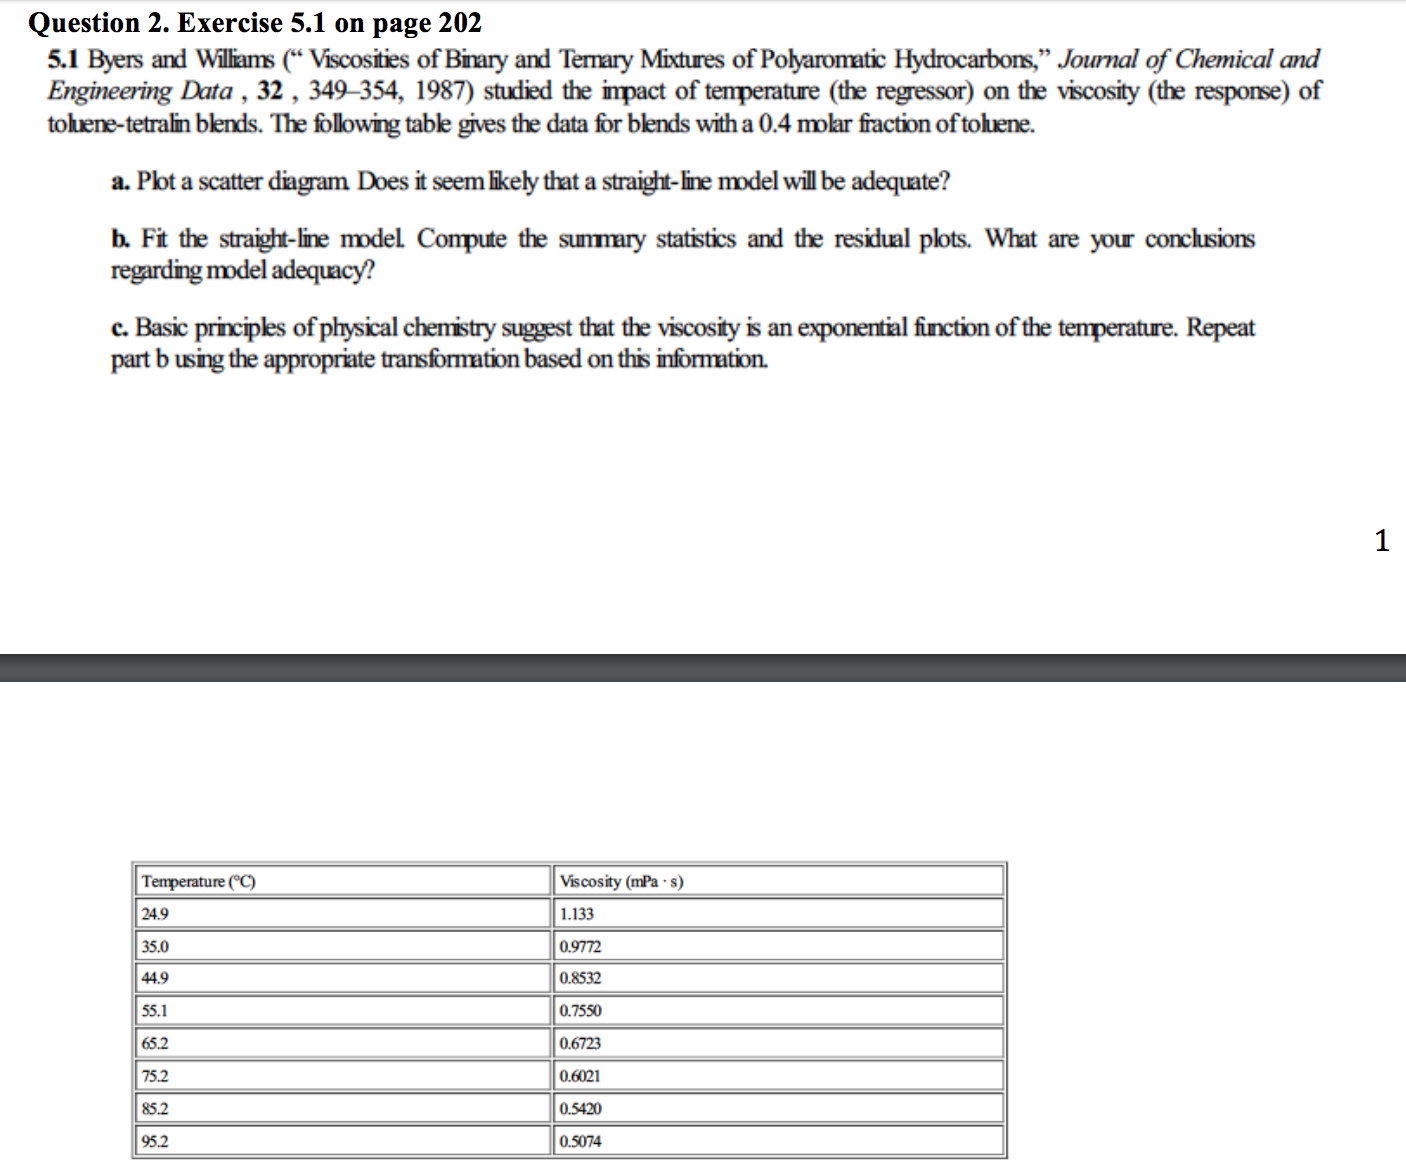 Question 2. Exercise 5.1 on page 202
5.1 Byers and Williams (“ Viscosities of Binary and Ternary Mixtures of Polyaromatic Hydrocarbons,” Journal of Chemical and
Engineering Data , 32 , 349–354, 1987) studied the impact of temperature (the regressor) on the viscosity (the response) of
toluene-tetralin blends. The following table gives the data for blends with a 0.4 molar fraction of toluene.
a. Plot a scatter diagram. Does it seem likely that a straight-line model will be adequate?
b. Fit the straight-line model. Compute the summary statistics and the residual plots. What are your conclusions
regarding model adequacy?
c. Basic principles of physical chemistry suggest that the viscosity is an exponential function of the temperature. Repeat
part b using the appropriate transformation based on this information.
1
Temperature (°C) Viscosity (mPa · s)
24.9 1.133
35.0 0.9772
44.9 0.8532
55.1 0.7550
65.2 0.6723
75.2 0.6021
85.2 0.5420
95.2 0.5074